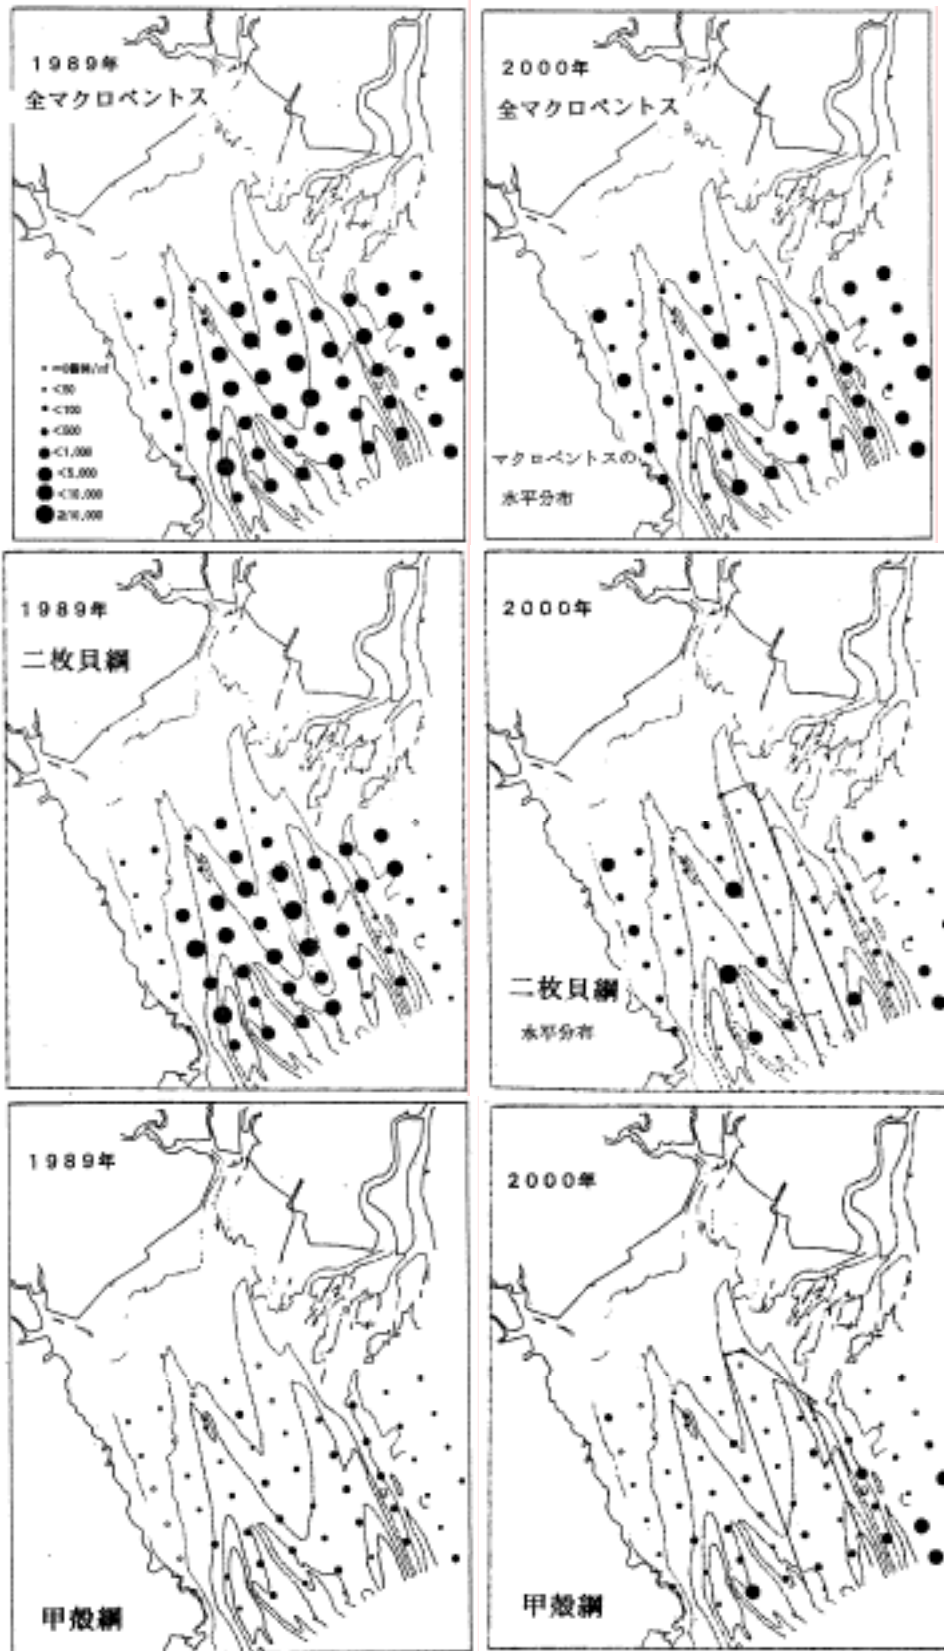 1989年
全マクロベントス
<50
<100
<500
<1,000
<5,000
<10,000
≧10,000
2000年
全マクロベントス
マクロベントスの
水平分布
1989年
二枚貝綱
2000年
二枚貝綱
水平分布
1989年
甲殻綱
2000年
甲殻綱